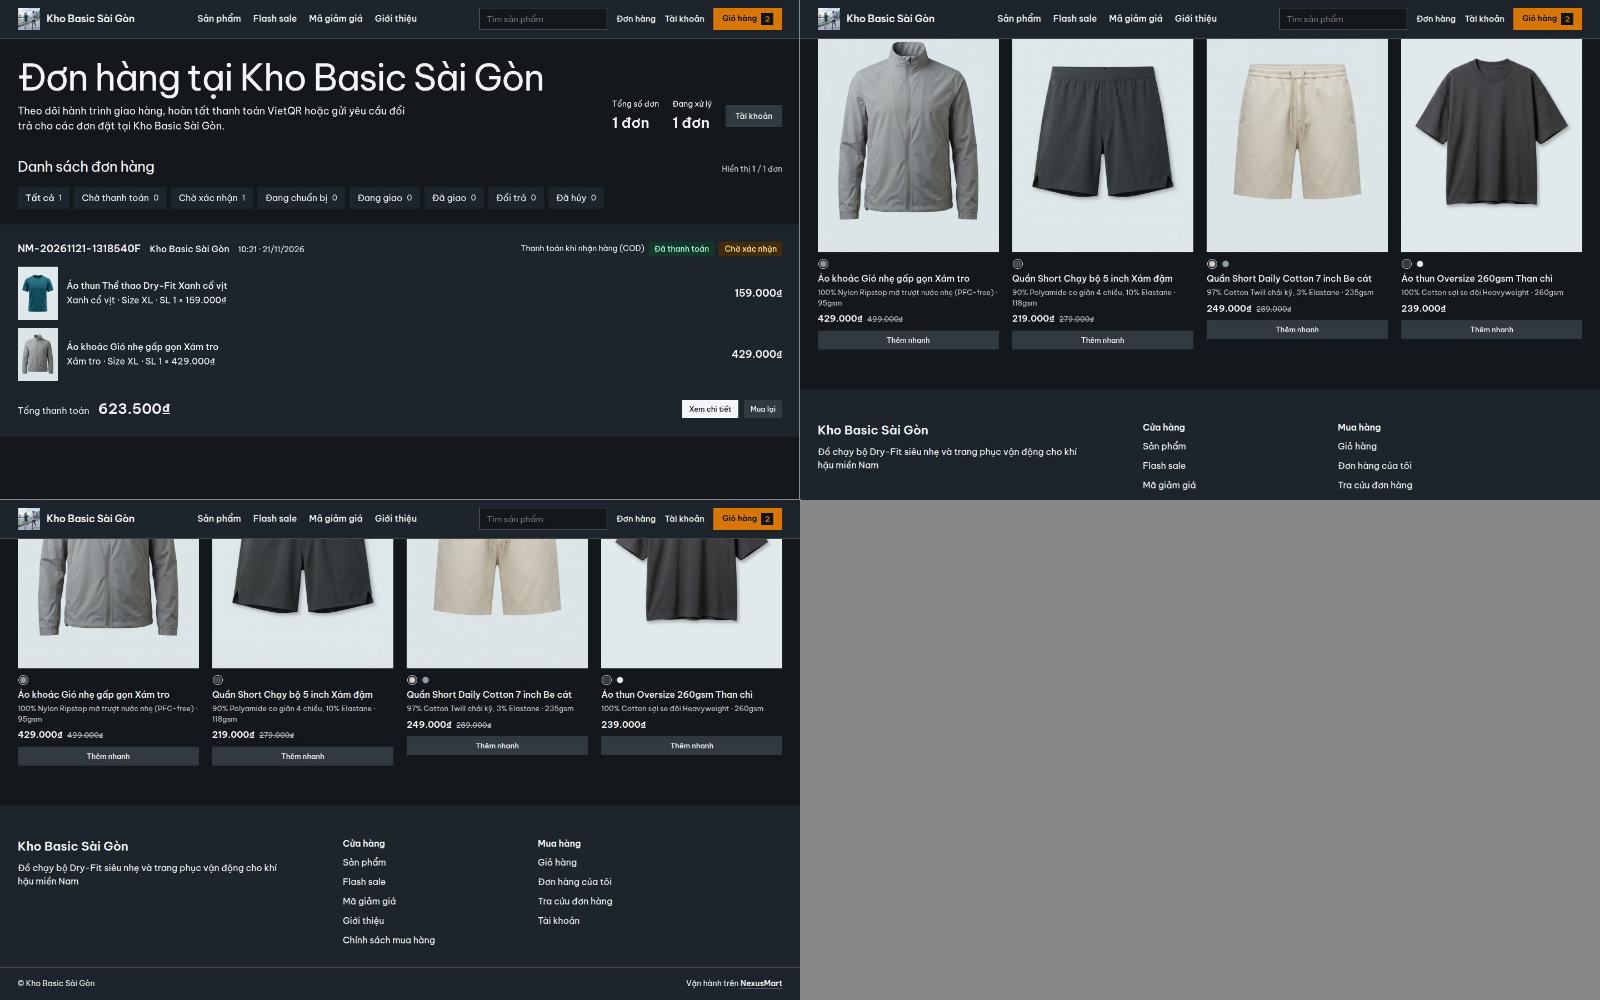 Kho Basic Sài Gòn
Sản phẩm
Flash sale
Mã giảm giá
Giới thiệu
Tìm sản phẩm
Đơn hàng
Tài khoản
Giỏ hàng 2
Đơn hàng tại Kho Basic Sài Gòn
Theo dõi hành trình giao hàng, hoàn tất thanh toán VietQR hoặc gửi yêu cầu đổi
trả cho các đơn đặt tại Kho Basic Sài Gòn.
Tổng số đơn
1 đơn
Đang xử lý
1 đơn
Tài khoản
Danh sách đơn hàng
Hiển thị 1 / 1 đơn
Tất cả 1
Chờ thanh toán 0
Chờ xác nhận 1
Đang chuẩn bị 0
Đang giao 0
Đã giao 0
Đổi trả 0
Đã hủy 0
NM-20261121-1318540F Kho Basic Sài Gòn 10:21 · 21/11/2026
Thanh toán khi nhận hàng (COD) Đã thanh toán Chờ xác nhận
Áo thun Thể thao Dry-Fit Xanh cổ vịt
Xanh cổ vịt · Size XL · SL 1 × 159.000₫
159.000₫
Áo khoác Gió nhẹ gấp gọn Xám tro
Xám tro · Size XL · SL 1 × 429.000₫
429.000₫
Tổng thanh toán 623.500₫
Xem chi tiết
Mua lại
Kho Basic Sài Gòn
Sản phẩm
Flash sale
Mã giảm giá
Giới thiệu
Tìm sản phẩm
Đơn hàng
Tài khoản
Giỏ hàng 2
Áo khoác Gió nhẹ gấp gọn Xám tro
100% Nylon Ripstop mờ trượt nước nhẹ (PFC-free) ·
95gsm
429.000₫ 499.000₫
Thêm nhanh
Quần Short Chạy bộ 5 inch Xám đậm
90% Polyamide co giãn 4 chiều, 10% Elastane ·
118gsm
219.000₫ 279.000₫
Thêm nhanh
Quần Short Daily Cotton 7 inch Be cát
97% Cotton Twill chải kỹ, 3% Elastane · 235gsm
249.000₫ 289.000₫
Thêm nhanh
Áo thun Oversize 260gsm Than chì
100% Cotton sợi se đôi Heavyweight · 260gsm
239.000₫
Thêm nhanh
Kho Basic Sài Gòn
Đồ chạy bộ Dry-Fit siêu nhẹ và trang phục vận động cho khí
hậu miền Nam
Cửa hàng
Sản phẩm
Flash sale
Mã giảm giá
Mua hàng
Giỏ hàng
Đơn hàng của tôi
Tra cứu đơn hàng
Kho Basic Sài Gòn
Sản phẩm
Flash sale
Mã giảm giá
Giới thiệu
Tìm sản phẩm
Đơn hàng
Tài khoản
Giỏ hàng 2
Áo khoác Gió nhẹ gấp gọn Xám tro
100% Nylon Ripstop mờ trượt nước nhẹ (PFC-free) ·
95gsm
429.000₫ 499.000₫
Thêm nhanh
Quần Short Chạy bộ 5 inch Xám đậm
90% Polyamide co giãn 4 chiều, 10% Elastane ·
118gsm
219.000₫ 279.000₫
Thêm nhanh
Quần Short Daily Cotton 7 inch Be cát
97% Cotton Twill chải kỹ, 3% Elastane · 235gsm
249.000₫ 289.000₫
Thêm nhanh
Áo thun Oversize 260gsm Than chì
100% Cotton sợi se đôi Heavyweight · 260gsm
239.000₫
Thêm nhanh
Kho Basic Sài Gòn
Đồ chạy bộ Dry-Fit siêu nhẹ và trang phục vận động cho khí
hậu miền Nam
Cửa hàng
Sản phẩm
Flash sale
Mã giảm giá
Giới thiệu
Chính sách mua hàng
Mua hàng
Giỏ hàng
Đơn hàng của tôi
Tra cứu đơn hàng
Tài khoản
© Kho Basic Sài Gòn
Vận hành trên NexusMart